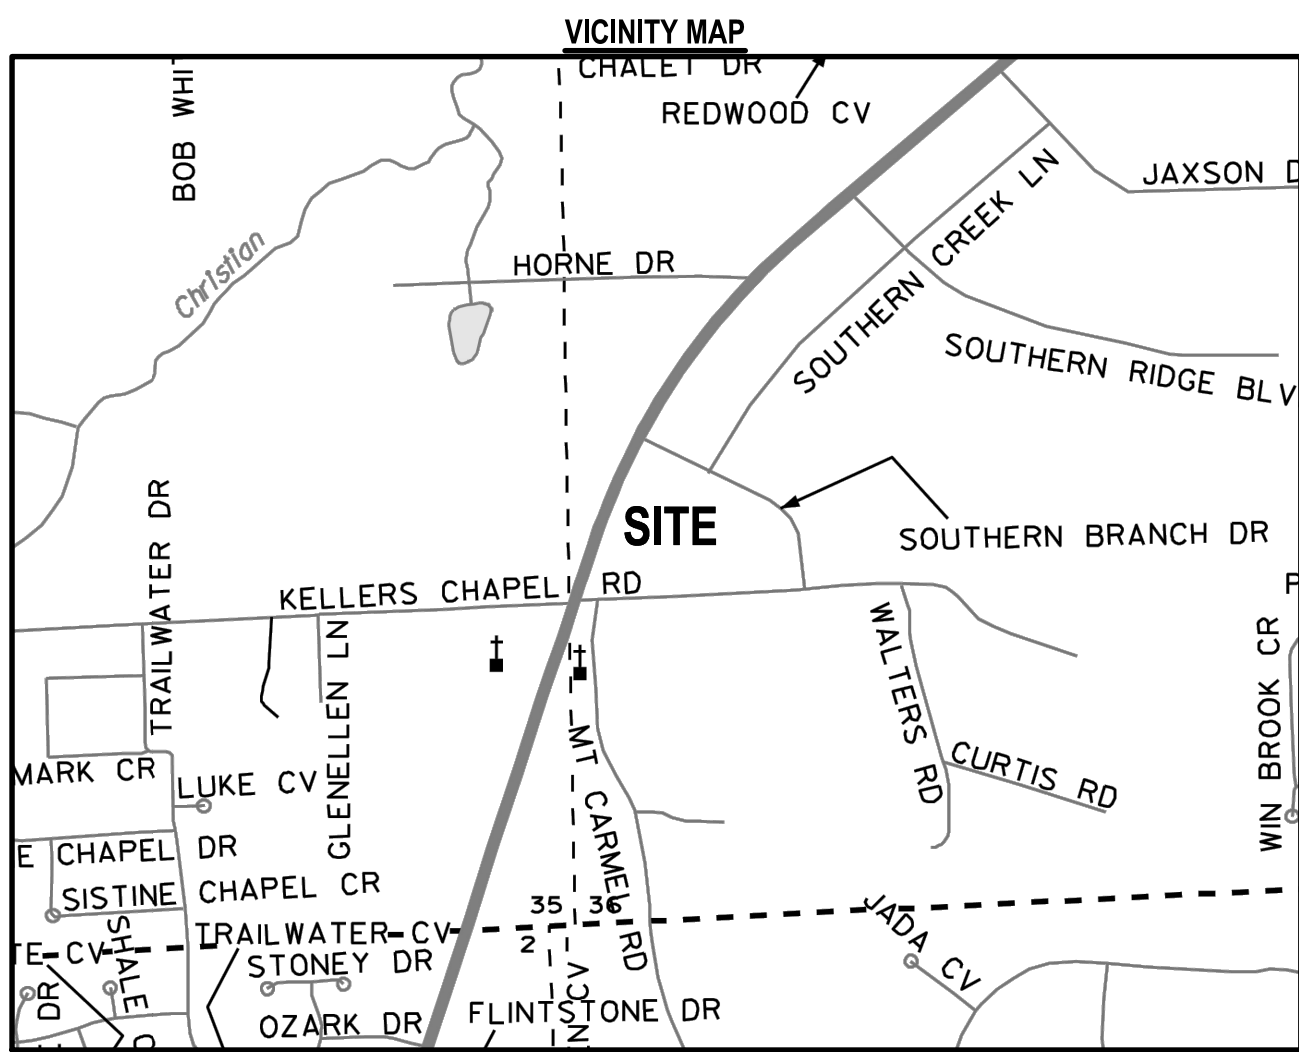 VICINITY MAP
CHALET DR
BOB WHI
REDWOOD CV
JAXSON D
Christian
HORNE DR
SOUTHERN CREEK LN
SOUTHERN RIDGE BLV
TRAILWATER DR
SITE
SOUTHERN BRANCH DR
KELLERS CHAPEL RD
P
GLENELLEN LN
WALTERS RD
WIN BROOK CR
MT CARMEL RD
MARK CR
LUKE CV
CURTIS RD
E CHAPEL DR
SISTINE CHAPEL CR
35 36
2
SHALE C
TRAILWATER CV
TE CV
STONEY DR
JADA CV
DR
N CV
OZARK DR
FLINTSTONE DR